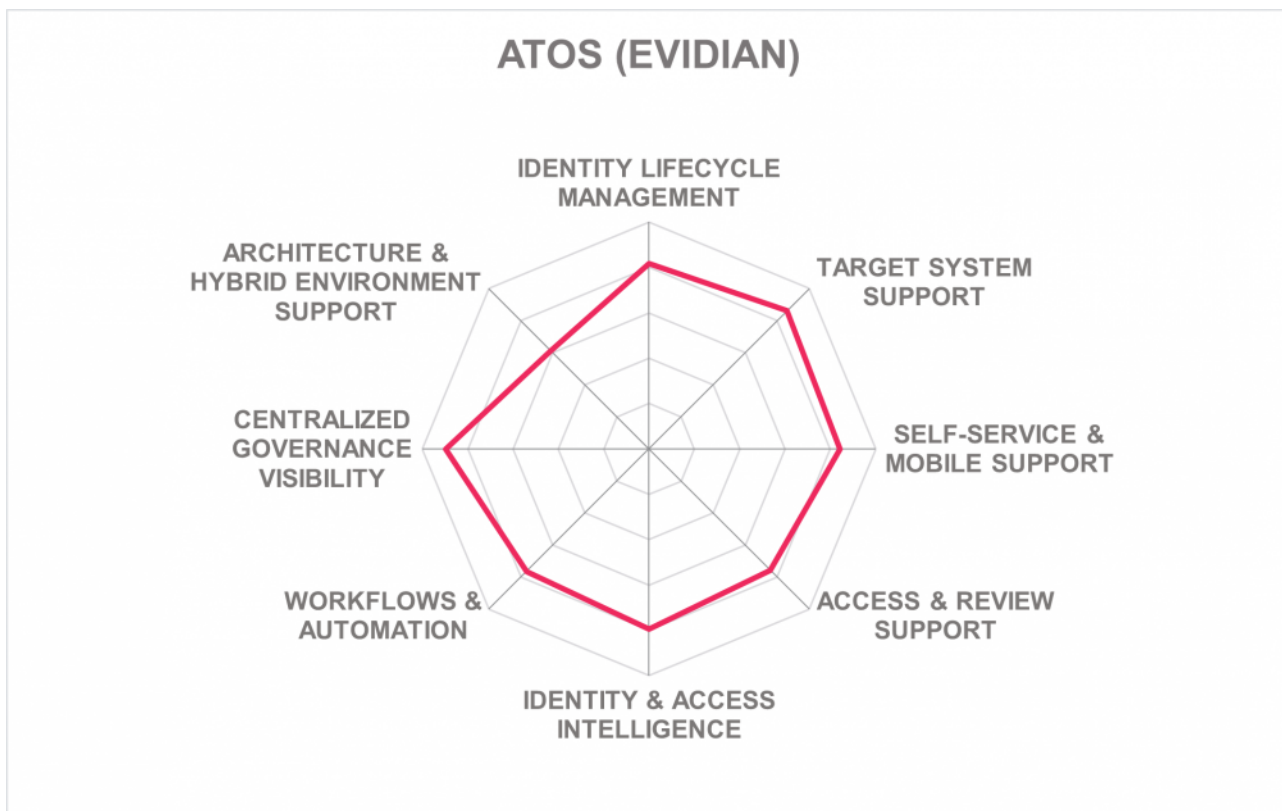 ATOS (EVIDIAN)
IDENTITY LIFECYCLE
MANAGEMENT
TARGET SYSTEM
SUPPORT
SELF-SERVICE &
MOBILE SUPPORT
ACCESS & REVIEW
SUPPORT
IDENTITY & ACCESS
INTELLIGENCE
WORKFLOWS &
AUTOMATION
CENTRALIZED
GOVERNANCE
VISIBILITY
ARCHITECTURE &
HYBRID ENVIRONMENT
SUPPORT